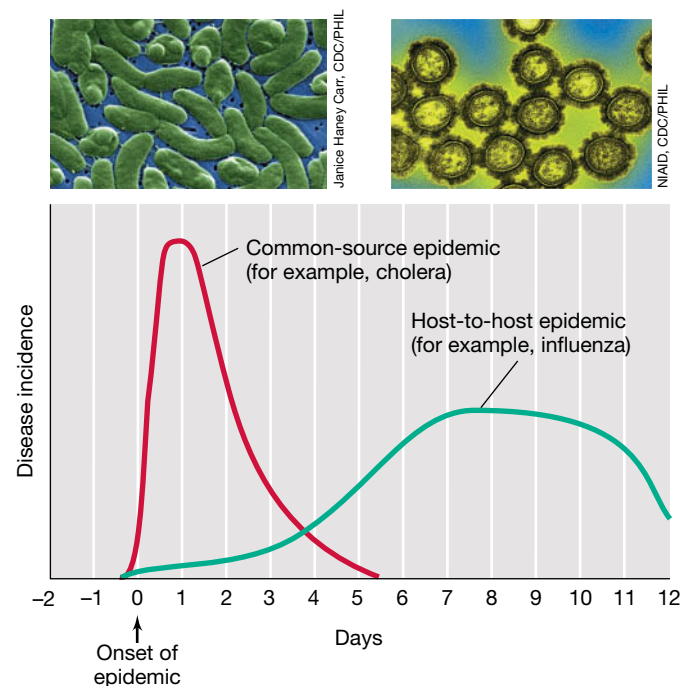 Janice Haney Carr, CDC/PHIL
NIAID, CDC/PHIL
Common-source epidemic
(for example, cholera)
Host-to-host epidemic
(for example, influenza)
Disease incidence
–2 –1 0 1 2 3 4 5 6 7 8 9 10 11 12
Days
Onset of
epidemic